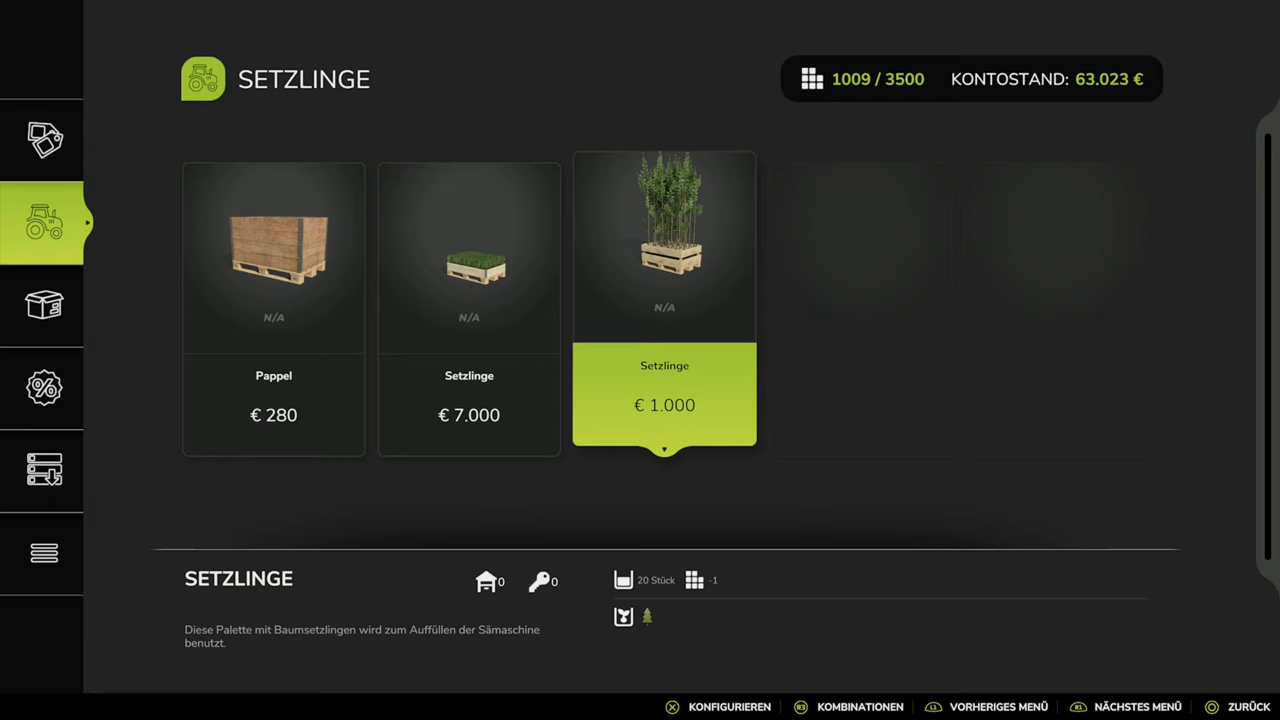 SETZLINGE
1009 / 3500 KONTOSTAND: 63.023 €
N/A N/A N/A
Pappel Setzlinge Setzlinge
€ 280 € 7.000 € 1.000
SETZLINGE 0 0 20 Stück -1
Diese Palette mit Baumsetzlingen wird zum Auffüllen der Sämaschine
benutzt.
KONFIGURIEREN R3 KOMBINATIONEN L1 VORHERIGES MENÜ R1 NÄCHSTES MENÜ ZURÜCK